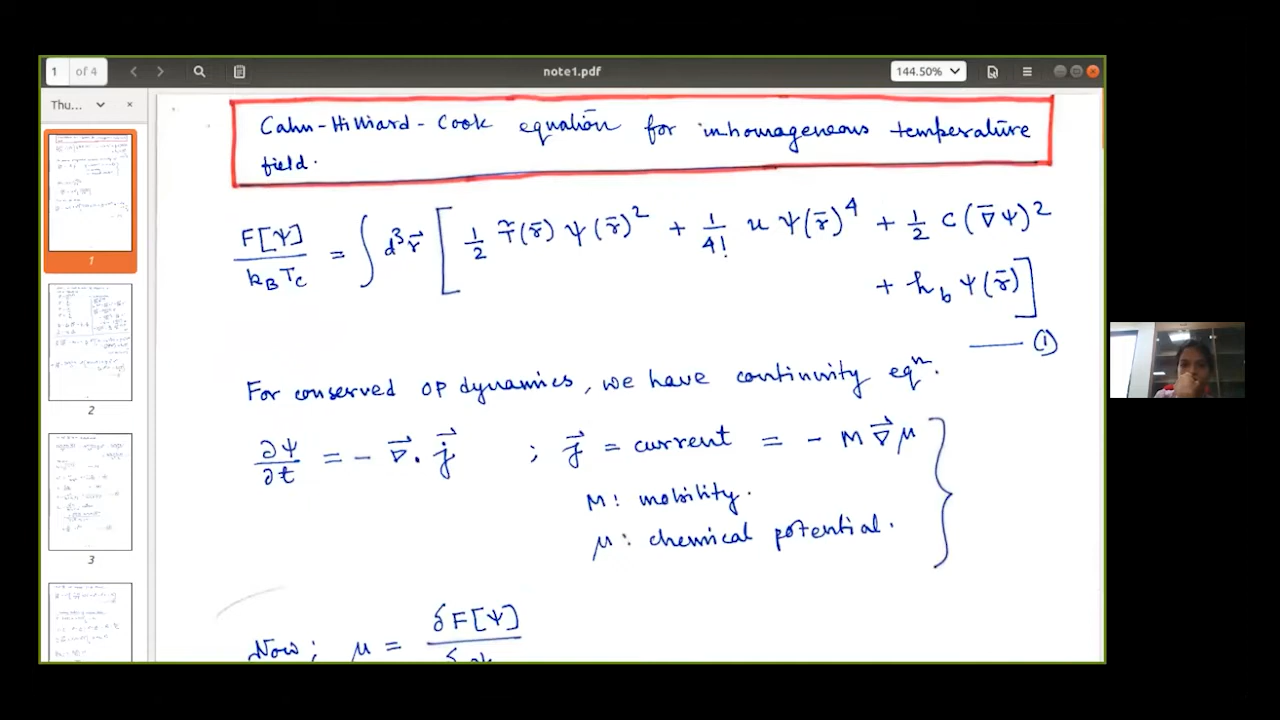 1 of 4
note1.pdf
144.50%
Thu...
Cahn-Hilliard-Cook equation for inhomogeneous temperature
field.
F[Ψ] / k_B T_C = ∫ d³r⃗ [ 1/2 T̃(r̄) ψ(r̄)² + 1/4! u ψ(r̄)⁴ + 1/2 C (∇̄ψ)²
+ h_b ψ(r̄) ]
—— ①
For conserved OP dynamics, we have continuity eqⁿ.
∂Ψ/∂t = - ∇⃗ · j⃗ ; j⃗ = current = - M ∇⃗ μ
M: mobility.
μ: chemical potential.
Now; μ = δF[Ψ]
1
2
3